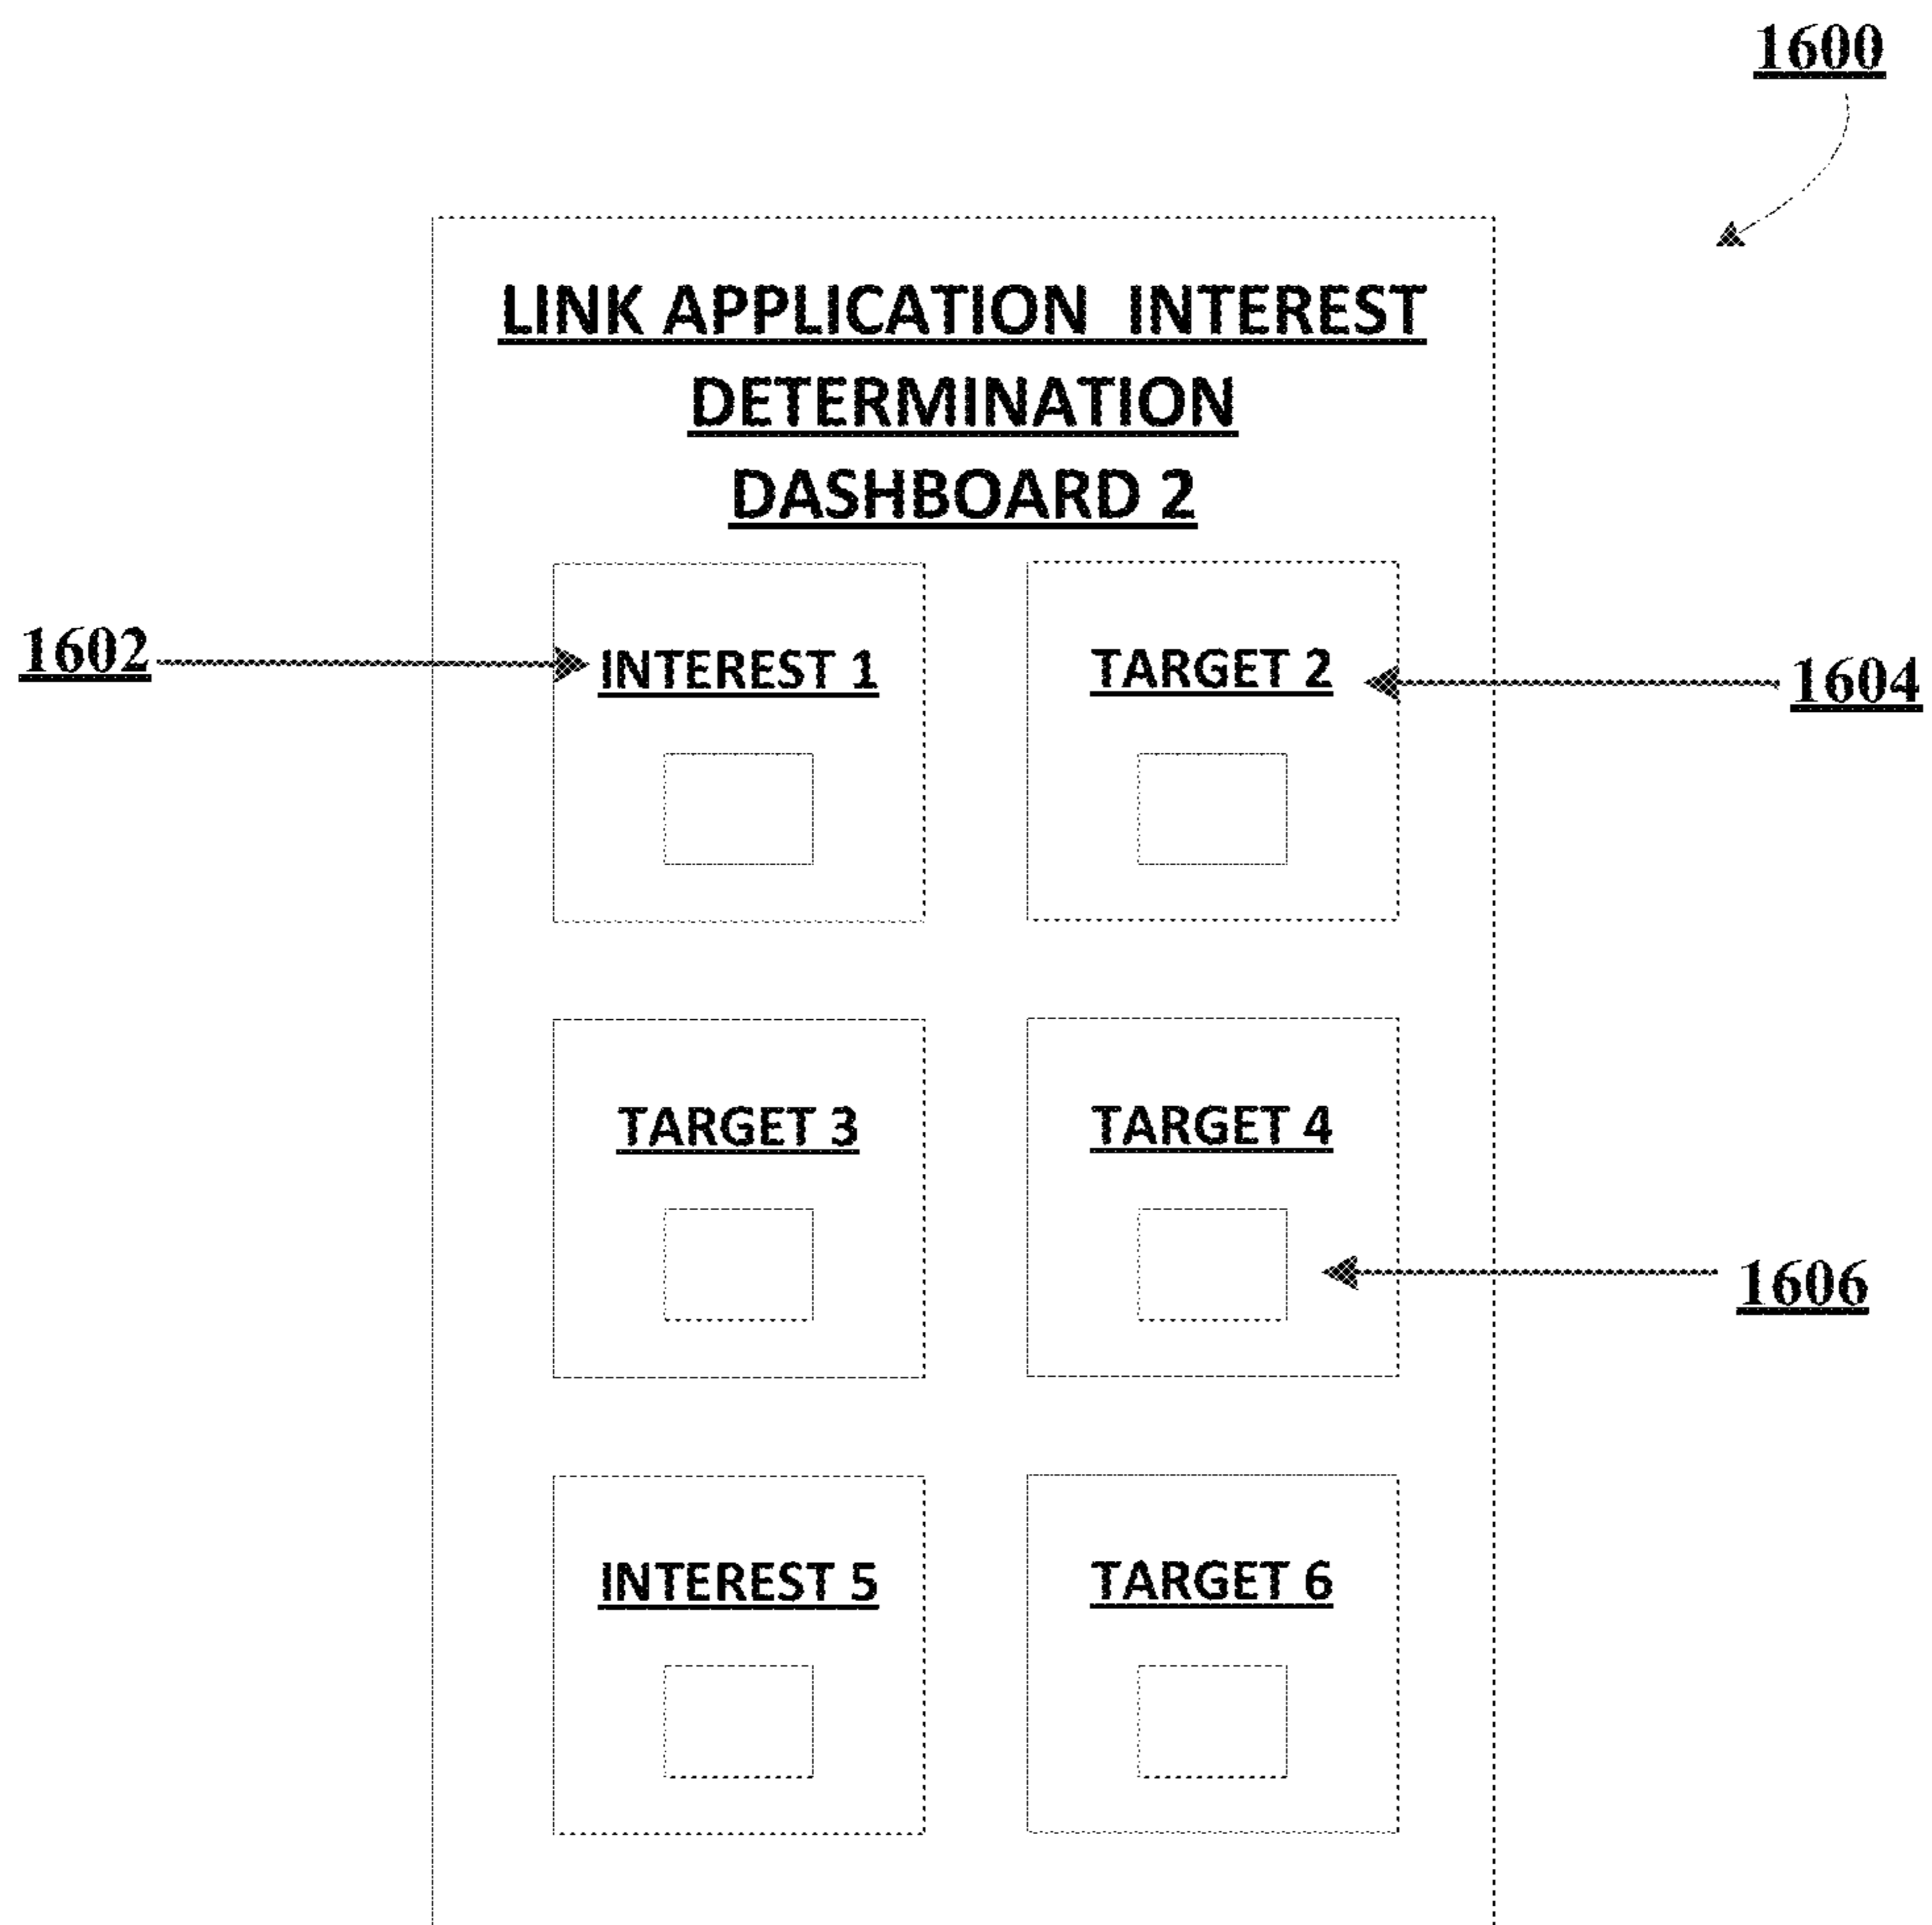 1600
LINK APPLICATION INTEREST
DETERMINATION
DASHBOARD 2
1602
INTEREST 1
TARGET 2
1604
TARGET 3
TARGET 4
1606
INTEREST 5
TARGET 6